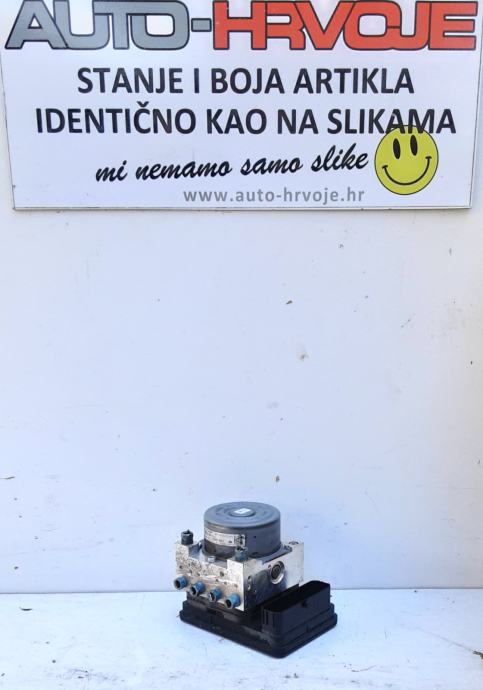 AUTO-HRVOJE
STANJE I BOJA ARTIKLA
IDENTIČNO KAO NA SLIKAMA
mi nemamo samo slike
www.auto-hrvoje.hr